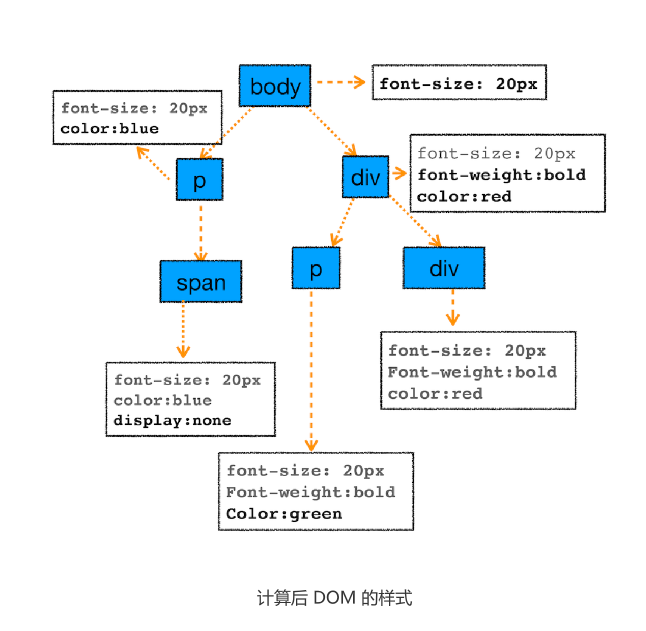 body
font-size: 20px
font-size: 20px
color:blue
p
div
font-size: 20px
font-weight:bold
color:red
span
p
div
font-size: 20px
color:blue
display:none
font-size: 20px
Font-weight:bold
color:red
font-size: 20px
Font-weight:bold
Color:green
计算后 DOM 的样式